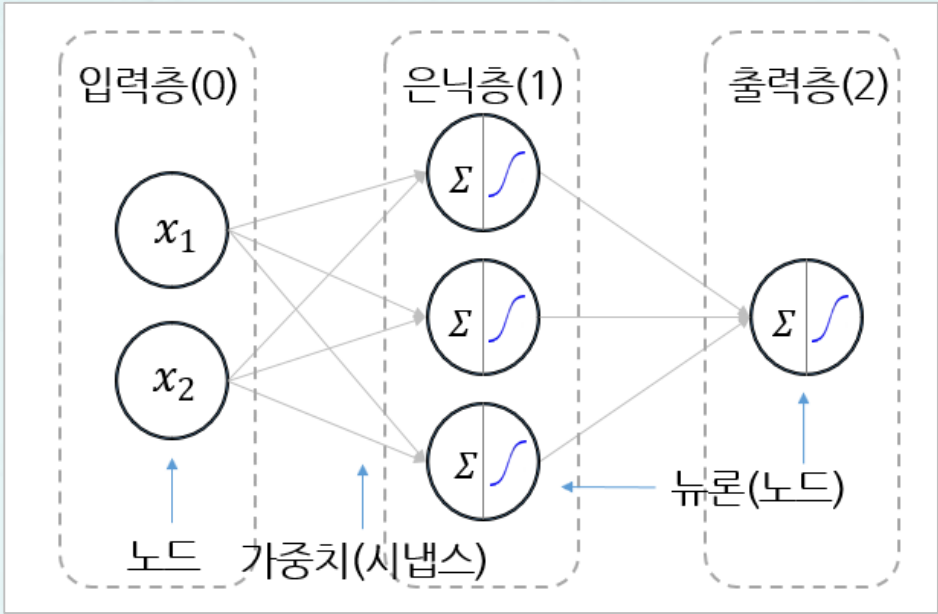 입력층(0)
은닉층(1)
출력층(2)
x₁
x₂
Σ
Σ
Σ
Σ
노드
가중치(시냅스)
뉴론(노드)